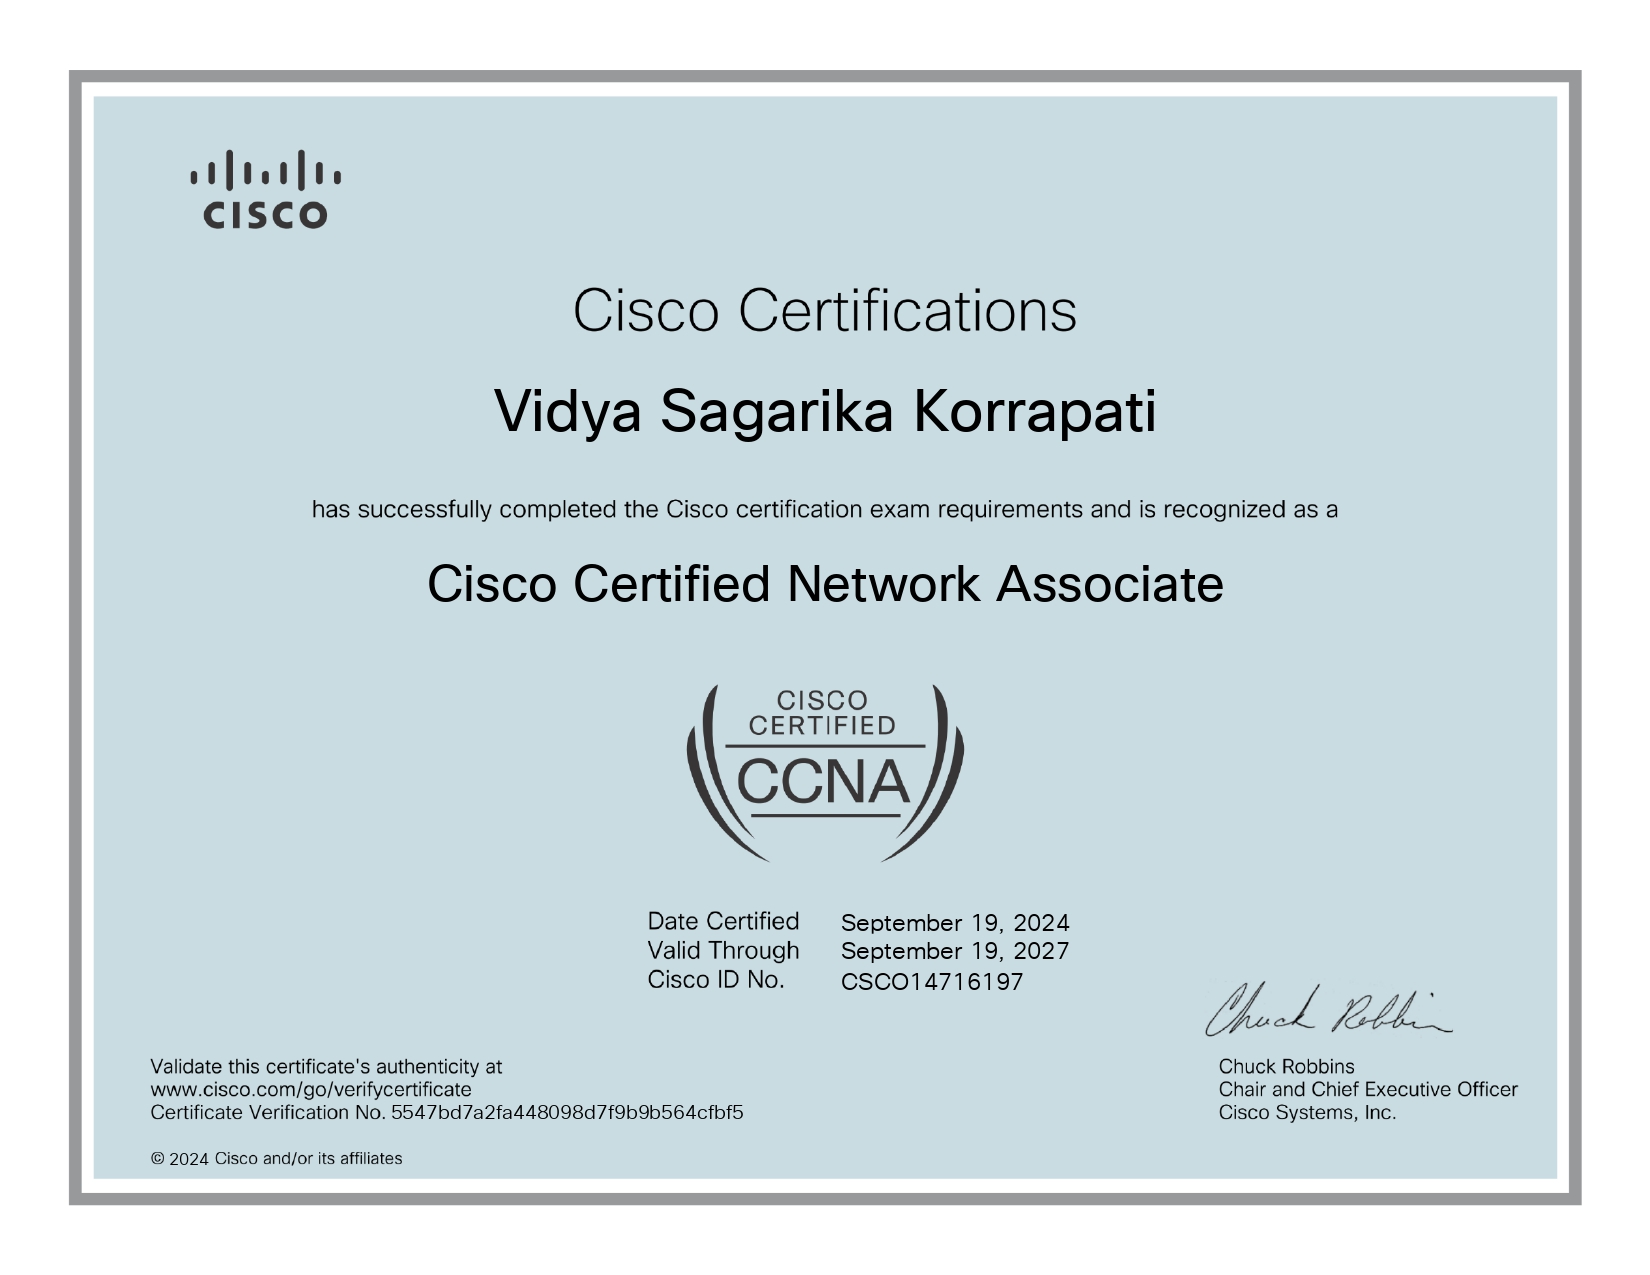 CISCO
Cisco Certifications
Vidya Sagarika Korrapati
has successfully completed the Cisco certification exam requirements and is recognized as a
Cisco Certified Network Associate
CISCO
CERTIFIED
CCNA
Date Certified September 19, 2024
Valid Through September 19, 2027
Cisco ID No. CSCO14716197
Chuck Robbins
Validate this certificate's authenticity at
www.cisco.com/go/verifycertificate
Certificate Verification No. 5547bd7a2fa448098d7f9b9b564cfbf5
Chuck Robbins
Chair and Chief Executive Officer
Cisco Systems, Inc.
© 2024 Cisco and/or its affiliates